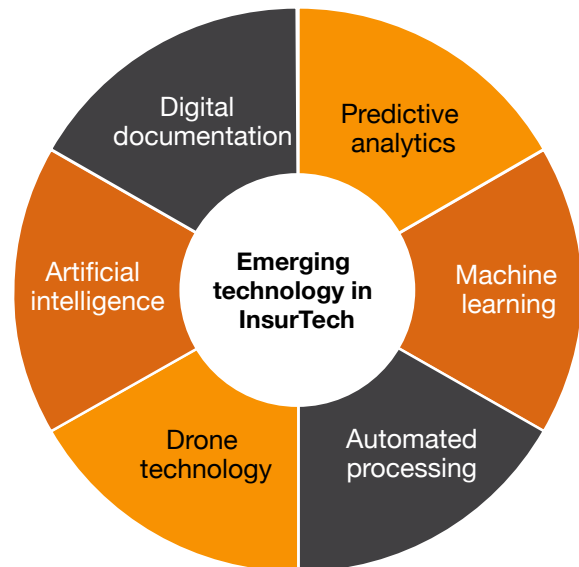 Digital
documentation
Predictive
analytics
Artificial
intelligence
Emerging
technology in
InsurTech
Machine
learning
Drone
technology
Automated
processing